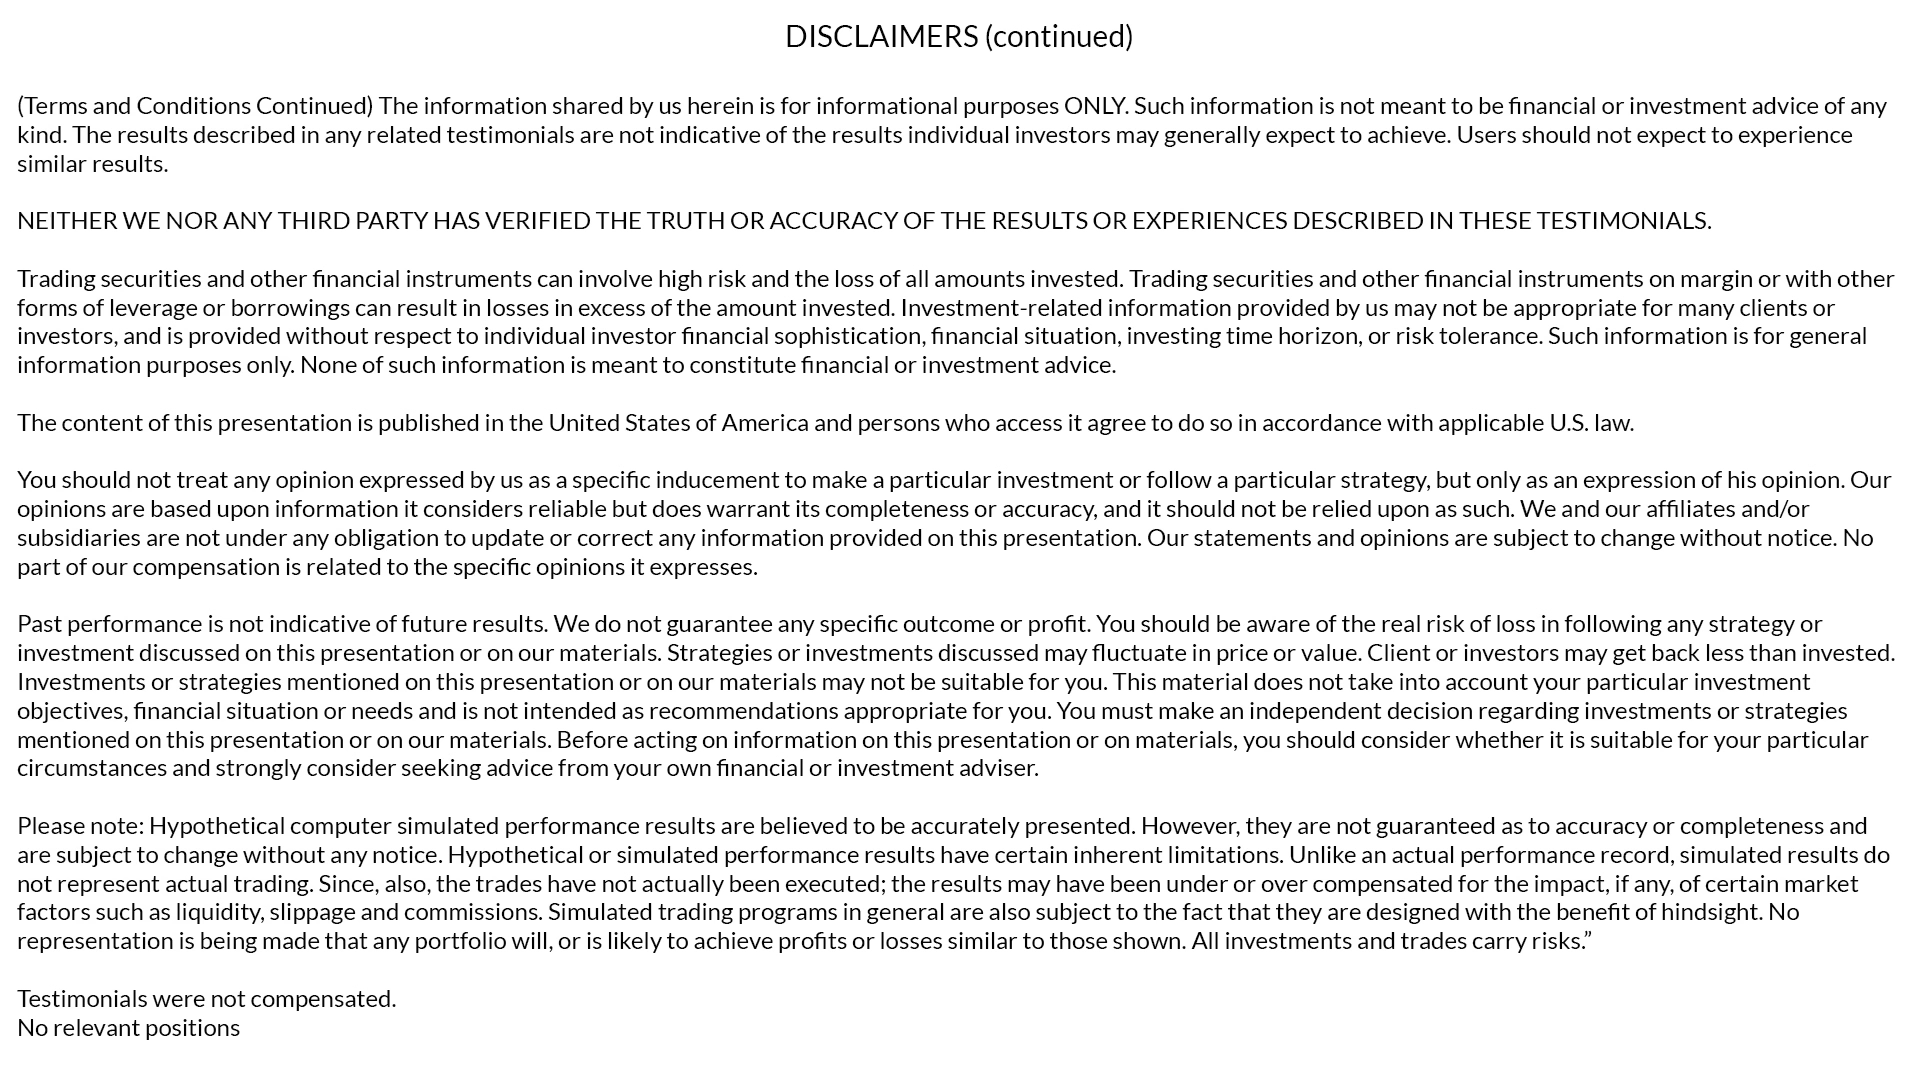 DISCLAIMERS (continued)
(Terms and Conditions Continued) The information shared by us herein is for informational purposes ONLY. Such information is not meant to be financial or investment advice of any
kind. The results described in any related testimonials are not indicative of the results individual investors may generally expect to achieve. Users should not expect to experience
similar results.
NEITHER WE NOR ANY THIRD PARTY HAS VERIFIED THE TRUTH OR ACCURACY OF THE RESULTS OR EXPERIENCES DESCRIBED IN THESE TESTIMONIALS.
Trading securities and other financial instruments can involve high risk and the loss of all amounts invested. Trading securities and other financial instruments on margin or with other
forms of leverage or borrowings can result in losses in excess of the amount invested. Investment-related information provided by us may not be appropriate for many clients or
investors, and is provided without respect to individual investor financial sophistication, financial situation, investing time horizon, or risk tolerance. Such information is for general
information purposes only. None of such information is meant to constitute financial or investment advice.
The content of this presentation is published in the United States of America and persons who access it agree to do so in accordance with applicable U.S. law.
You should not treat any opinion expressed by us as a specific inducement to make a particular investment or follow a particular strategy, but only as an expression of his opinion. Our
opinions are based upon information it considers reliable but does warrant its completeness or accuracy, and it should not be relied upon as such. We and our affiliates and/or
subsidiaries are not under any obligation to update or correct any information provided on this presentation. Our statements and opinions are subject to change without notice. No
part of our compensation is related to the specific opinions it expresses.
Past performance is not indicative of future results. We do not guarantee any specific outcome or profit. You should be aware of the real risk of loss in following any strategy or
investment discussed on this presentation or on our materials. Strategies or investments discussed may fluctuate in price or value. Client or investors may get back less than invested.
Investments or strategies mentioned on this presentation or on our materials may not be suitable for you. This material does not take into account your particular investment
objectives, financial situation or needs and is not intended as recommendations appropriate for you. You must make an independent decision regarding investments or strategies
mentioned on this presentation or on our materials. Before acting on information on this presentation or on materials, you should consider whether it is suitable for your particular
circumstances and strongly consider seeking advice from your own financial or investment adviser.
Please note: Hypothetical computer simulated performance results are believed to be accurately presented. However, they are not guaranteed as to accuracy or completeness and
are subject to change without any notice. Hypothetical or simulated performance results have certain inherent limitations. Unlike an actual performance record, simulated results do
not represent actual trading. Since, also, the trades have not actually been executed; the results may have been under or over compensated for the impact, if any, of certain market
factors such as liquidity, slippage and commissions. Simulated trading programs in general are also subject to the fact that they are designed with the benefit of hindsight. No
representation is being made that any portfolio will, or is likely to achieve profits or losses similar to those shown. All investments and trades carry risks.”
Testimonials were not compensated.
No relevant positions